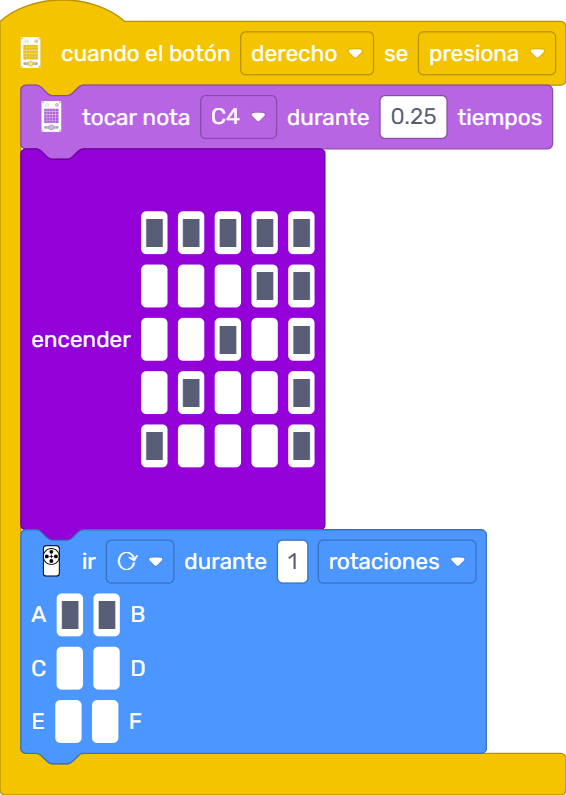 cuando el botón derecho se presiona
tocar nota C4 durante 0.25 tiempos
encender
ir durante 1 rotaciones
A B
C D
E F